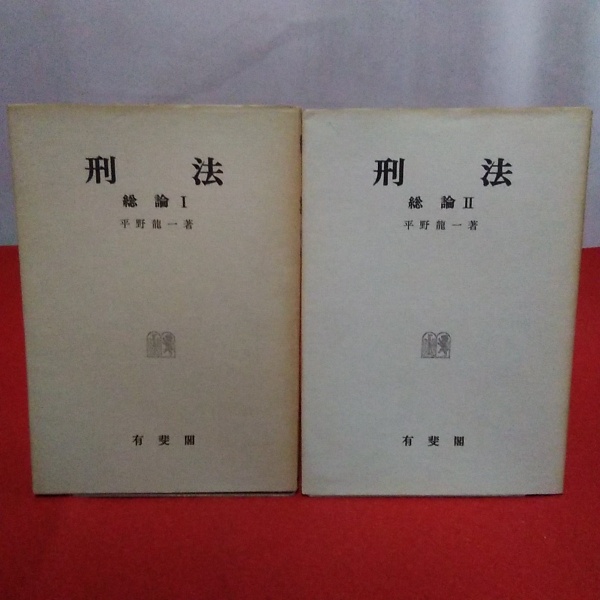 刑 法
総 論 I
平野龍一著
有斐閣
刑 法
総 論 II
平野龍一著
有斐閣